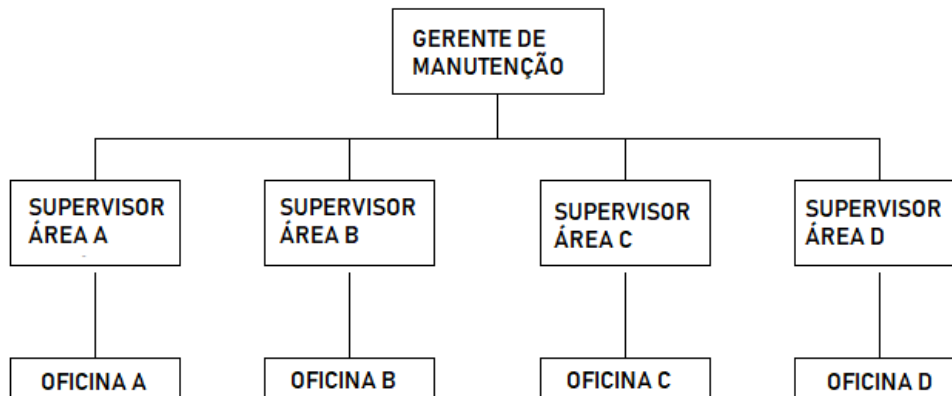 GERENTE DE
MANUTENÇÃO
SUPERVISOR
ÁREA A
SUPERVISOR
ÁREA B
SUPERVISOR
ÁREA C
SUPERVISOR
ÁREA D
OFICINA A
OFICINA B
OFICINA C
OFICINA D